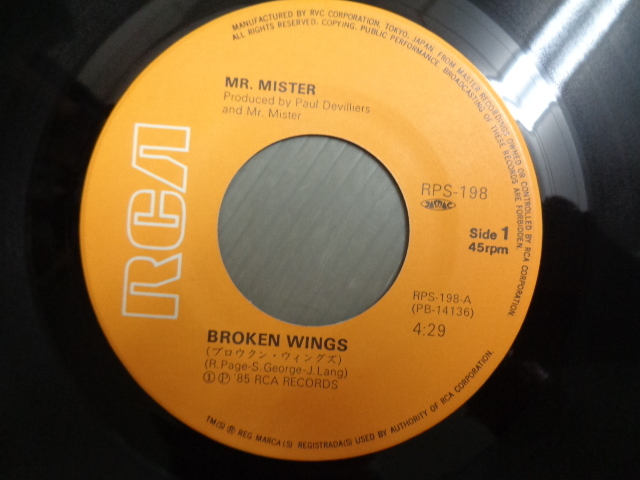 MANUFACTURED BY RVC CORPORATION, TOKYO, JAPAN FROM MASTER RECORDINGS OWNED OR CONTROLLED BY RCA CORPORATION.
ALL RIGHTS RESERVED. COPYING, PUBLIC PERFORMANCE, BROADCASTING OF THESE RECORDS ARE FORBIDDEN.
MR. MISTER
Produced by Paul Devilliers
and Mr. Mister
RCA
RPS-198
JASRAC
Side 1
45rpm
RPS-198-A
(PB-14136)
4:29
BROKEN WINGS
(ブロウクン・ウィングズ)
(R.Page-S.George-J.Lang)
Ⓘ Ⓟ '85 RCA RECORDS
TM(S) ® REG MARCA(S) REGISTRADA(S) USED BY AUTHORITY OF RCA CORPORATION.